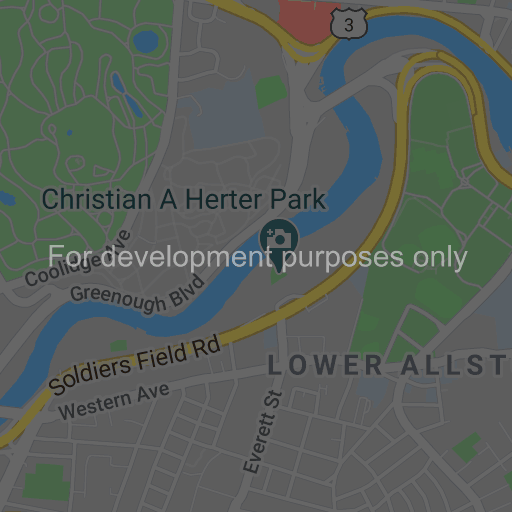 3
Christian A Herter Park
For development purposes only
Coolidge Ave
Greenough Blvd
Soldiers Field Rd
LOWER ALLST
Western Ave
Everett St